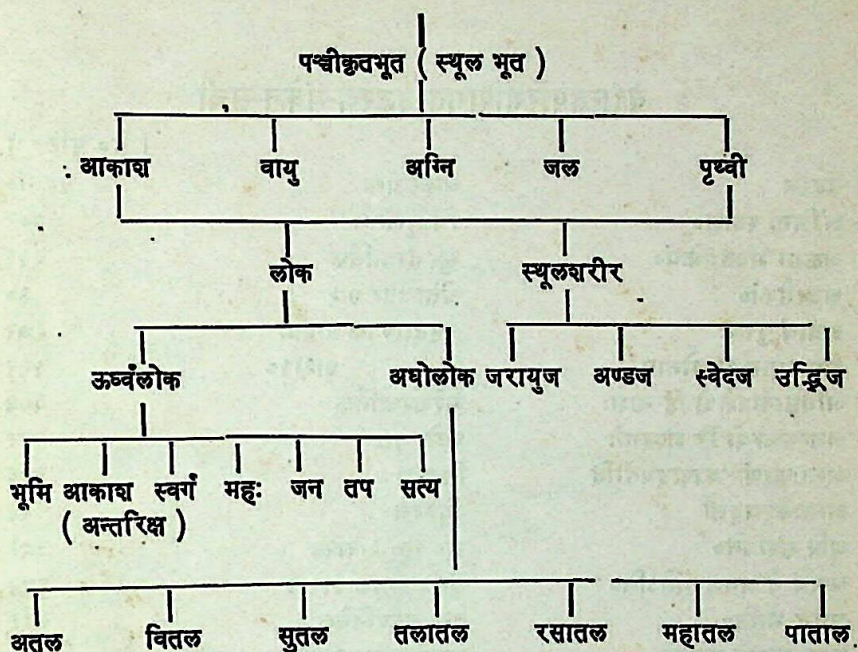 पञ्चीकृतभूत ( स्थूल भूत )
आकाश वायु अग्नि जल पृथ्वी
लोक स्थूलशरीर
ऊर्ध्वलोक अधोलोक जरायुज अण्डज स्वेदज उद्भिज
भूमि आकाश स्वर्ग महः जन तप सत्य
( अन्तरिक्ष )
अतल वितल सुतल तलातल रसातल महातल पाताल